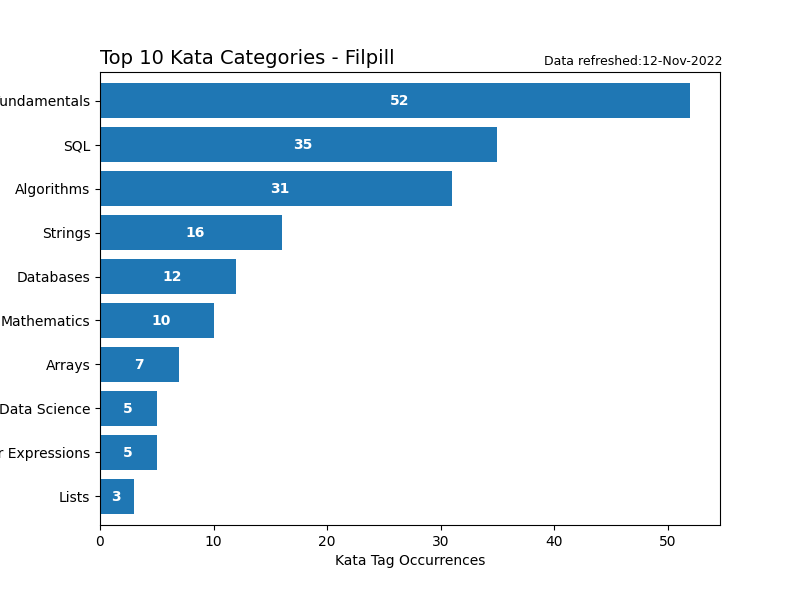 Top 10 Kata Categories - Filpill
Data refreshed:12-Nov-2022
undamentals 52
SQL 35
Algorithms 31
Strings 16
Databases 12
Mathematics 10
Arrays 7
Data Science 5
r Expressions 5
Lists 3
0 10 20 30 40 50
Kata Tag Occurrences